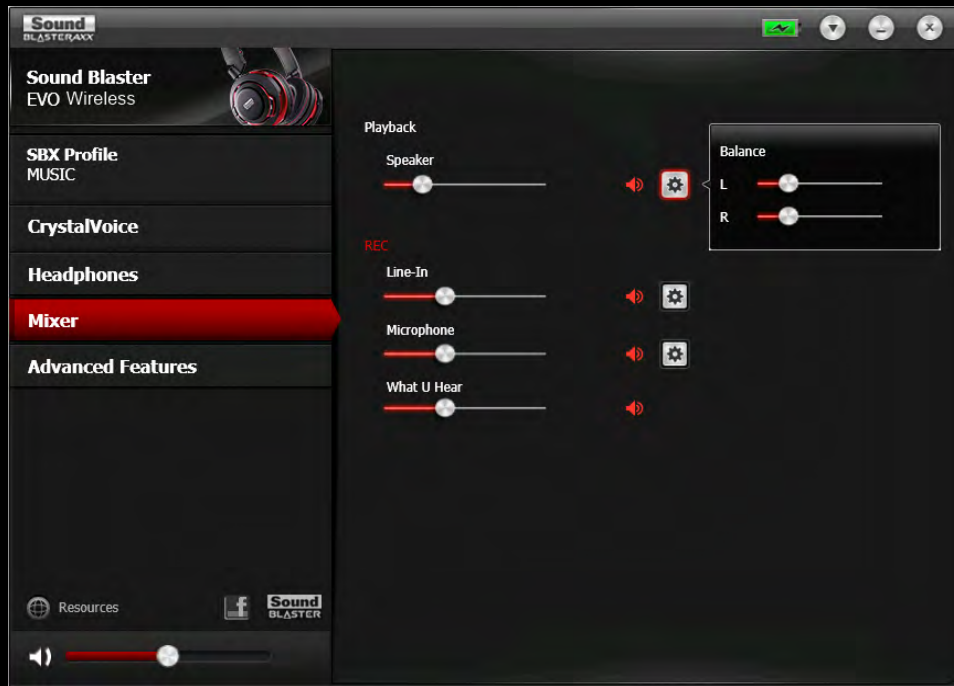 Sound
BLASTERAXX
Sound Blaster
EVO Wireless
SBX Profile
MUSIC
CrystalVoice
Headphones
Mixer
Advanced Features
Resources
f
Sound
BLASTER
Playback
Speaker
Balance
L
R
REC
Line-In
Microphone
What U Hear